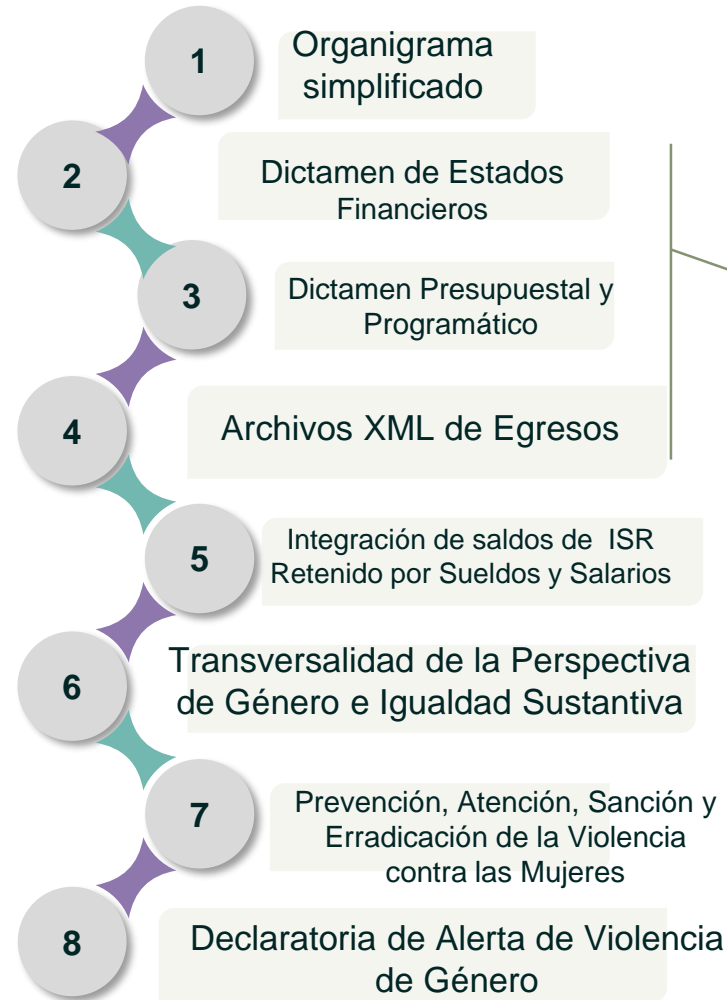 1
Organigrama
simplificado
2
Dictamen de Estados
Financieros
3
Dictamen Presupuestal y
Programático
4
Archivos XML de Egresos
5
Integración de saldos de ISR
Retenido por Sueldos y Salarios
6
Transversalidad de la Perspectiva
de Género e Igualdad Sustantiva
7
Prevención, Atención, Sanción y
Erradicación de la Violencia
contra las Mujeres
8
Declaratoria de Alerta de Violencia
de Género